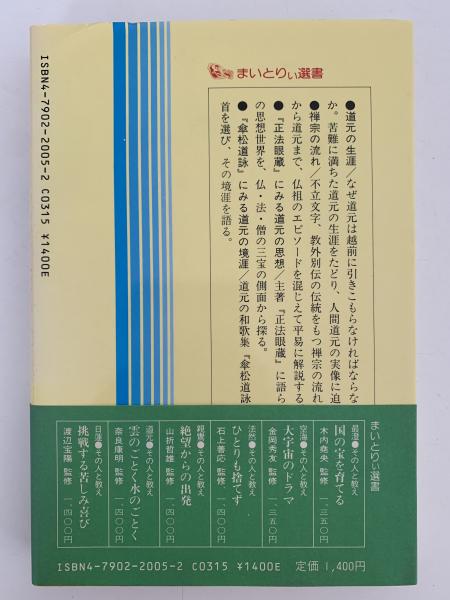 ISBN4-7902-2005-2 C0315 ¥1400E
まいとりぃ選書
●道元の生涯/なぜ道元は越前に引きこもらなければならな
か。苦難に満ちた道元の生涯をたどり、人間道元の実像に迫
●禅宗の流れ/不立文字、教外別伝の伝統をもつ禅宗の流れ
から道元まで、仏祖のエピソードを混じえて平易に解説する
●『正法眼蔵』にみる道元の思想/主著『正法眼蔵』に語ら
の思想世界を、仏・法・僧の三宝の側面から探る。
●『傘松道詠』にみる道元の境涯/道元の和歌集『傘松道詠
首を選び、その境涯を語る。
まいとりぃ選書
最澄●その人と教え
国の宝を育てる
木内堯央 監修 一、三五〇円
空海●その人と教え
大宇宙のドラマ
金岡秀友 監修 一、三五〇円
法然●その人と教え
ひとりも捨てず
石上善応 監修 一、四〇〇円
親鸞●その人と教え
絶望からの出発
山折哲雄 監修 一、四〇〇円
道元●その人と教え
雲のごとく水のごとく
奈良康明 監修 一、四〇〇円
日蓮●その人と教え
挑戦する苦しみ喜び
渡辺宝陽 監修 一、四〇〇円
ISBN4-7902-2005-2 C0315 ¥1400E 定価 1,400円